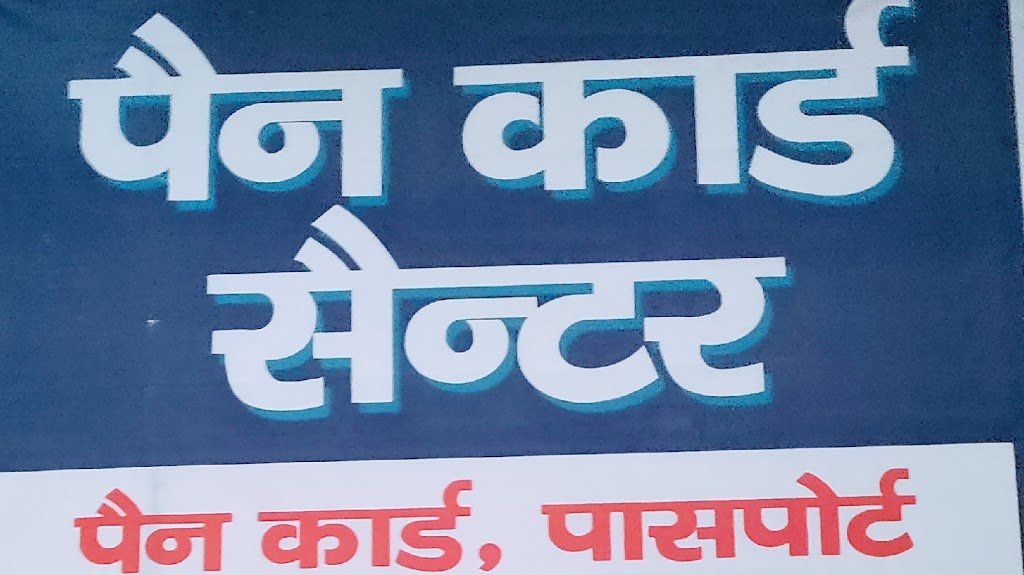 पैन कार्ड
सैन्टर
पैन कार्ड, पासपोर्ट